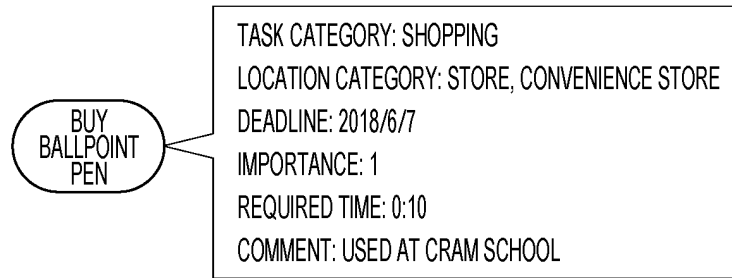 BUY
BALLPOINT
PEN
TASK CATEGORY: SHOPPING
LOCATION CATEGORY: STORE, CONVENIENCE STORE
DEADLINE: 2018/6/7
IMPORTANCE: 1
REQUIRED TIME: 0:10
COMMENT: USED AT CRAM SCHOOL